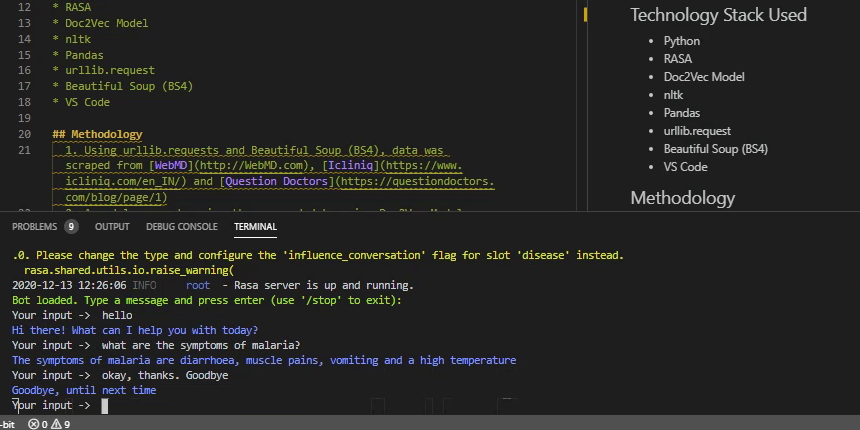 12 * RASA
13 * Doc2Vec Model
14 * nltk
15 * Pandas
16 * urllib.request
17 * Beautiful Soup (BS4)
18 * VS Code
19
20 ## Methodology
21 1. Using urllib.requests and Beautiful Soup (BS4), data was
scraped from [WebMD](http://WebMD.com), [Icliniq](https://www.
icliniq.com/en_IN/) and [Question Doctors](https://questiondoctors.
com/blog/page/1)
Technology Stack Used
• Python
• RASA
• Doc2Vec Model
• nltk
• Pandas
• urllib.request
• Beautiful Soup (BS4)
• VS Code
Methodology
PROBLEMS 9 OUTPUT DEBUG CONSOLE TERMINAL
.0. Please change the type and configure the 'influence_conversation' flag for slot 'disease' instead.
rasa.shared.utils.io.raise_warning(
2020-12-13 12:26:06 INFO root - Rasa server is up and running.
Bot loaded. Type a message and press enter (use '/stop' to exit):
Your input -> hello
Hi there! What can I help you with today?
Your input -> what are the symptoms of malaria?
The symptoms of malaria are diarrhoea, muscle pains, vomiting and a high temperature
Your input -> okay, thanks. Goodbye
Goodbye, until next time
Your input ->
-bit 0 9